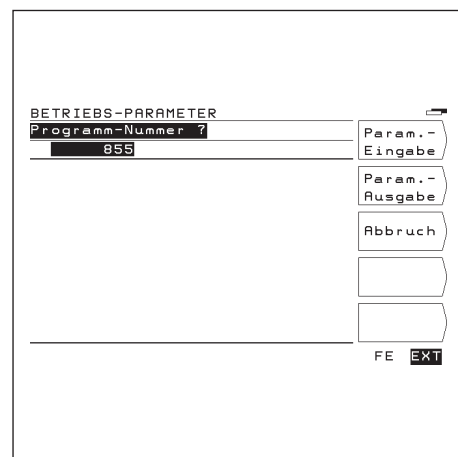 BETRIEBS-PARAMETER
Programm-Nummer ?
855
Param.-
Eingabe
Param.-
Ausgabe
Abbruch
FE EXT